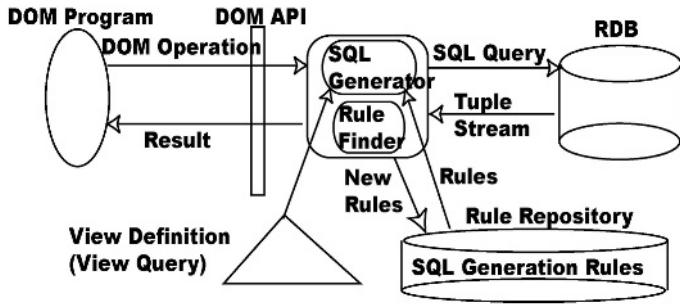 DOM Program
DOM API
DOM Operation
SQL
Generator
SQL Query
RDB
Rule
Finder
Tuple
Stream
Result
New
Rules
Rules
View Definition
(View Query)
Rule Repository
SQL Generation Rules